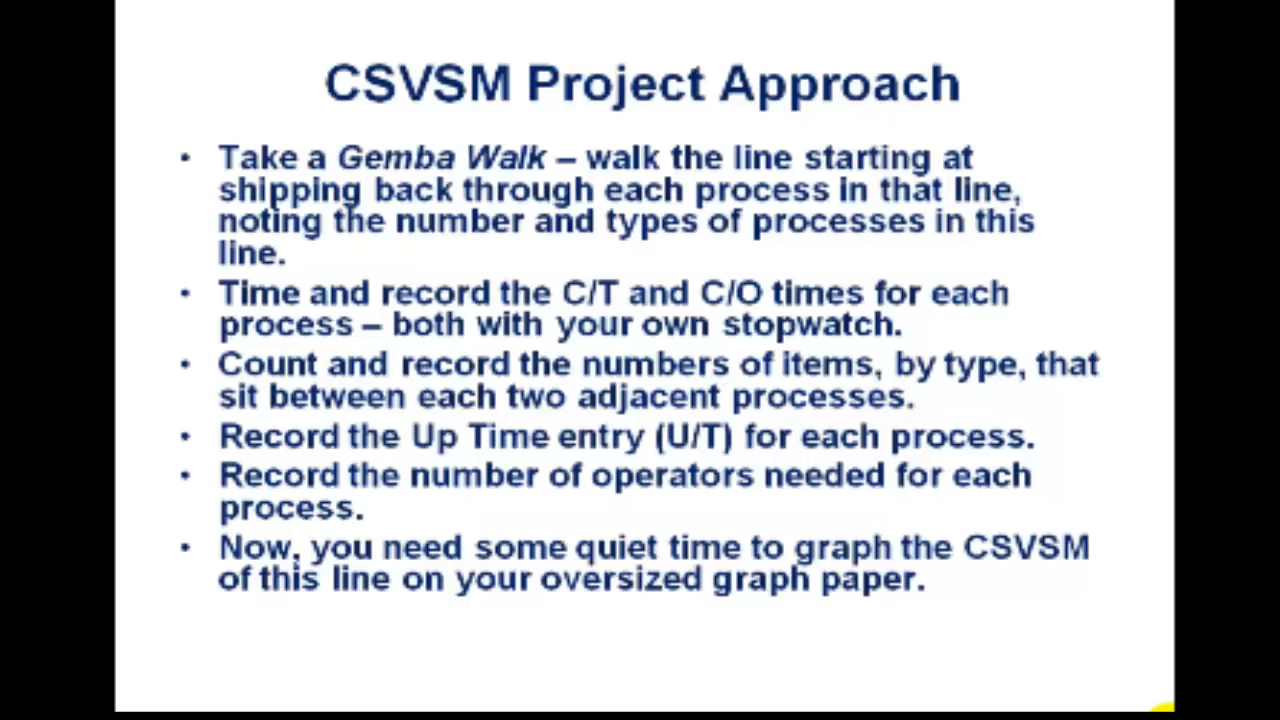 CSVSM Project Approach
• Take a Gemba Walk – walk the line starting at
shipping back through each process in that line,
noting the number and types of processes in this
line.
• Time and record the C/T and C/O times for each
process – both with your own stopwatch.
• Count and record the numbers of items, by type, that
sit between each two adjacent processes.
• Record the Up Time entry (U/T) for each process.
• Record the number of operators needed for each
process.
• Now, you need some quiet time to graph the CSVSM
of this line on your oversized graph paper.